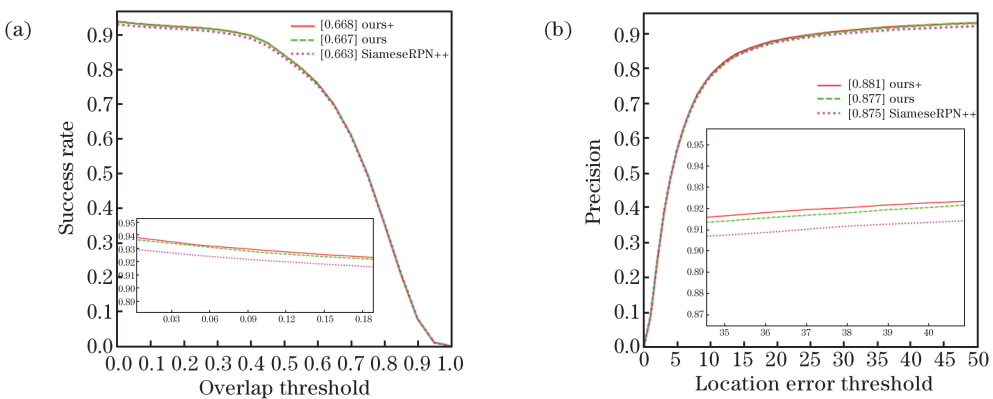 (a)
[0.668] ours+
[0.667] ours
[0.663] SiameseRPN++
Success rate
0.9
0.8
0.7
0.6
0.5
0.4
0.3
0.2
0.1
0.0
0.95
0.94
0.93
0.92
0.91
0.90
0.89
0.03 0.06 0.09 0.12 0.15 0.18
0.0 0.1 0.2 0.3 0.4 0.5 0.6 0.7 0.8 0.9 1.0
Overlap threshold
(b)
[0.881] ours+
[0.877] ours
[0.875] SiameseRPN++
Precision
0.9
0.8
0.7
0.6
0.5
0.4
0.3
0.2
0.1
0.0
0.95
0.94
0.93
0.92
0.91
0.90
0.89
0.88
0.87
35 36 37 38 39 40
0 5 10 15 20 25 30 35 40 45 50
Location error threshold